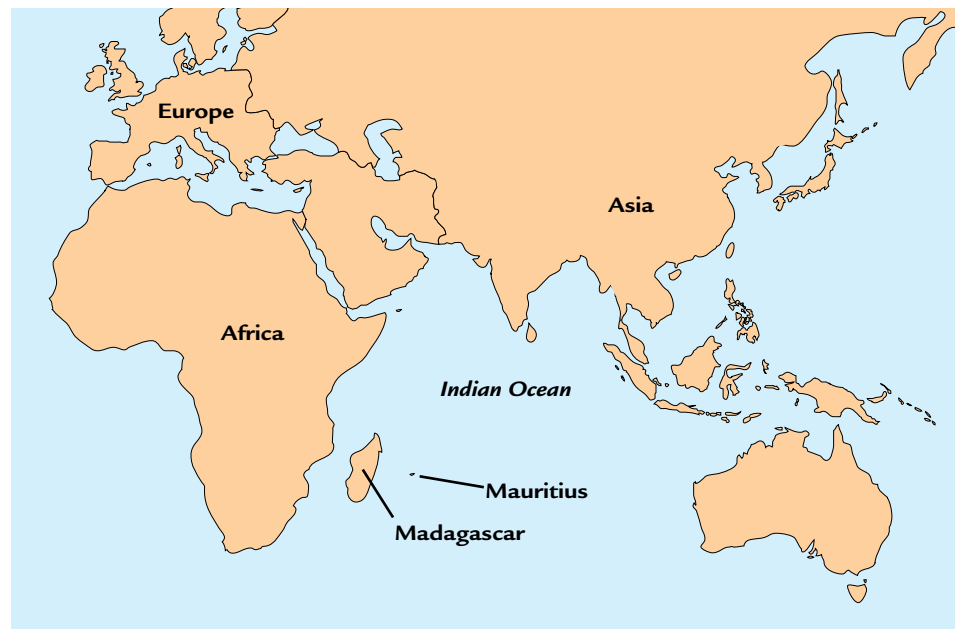 Europe
Asia
Africa
Indian Ocean
Mauritius
Madagascar